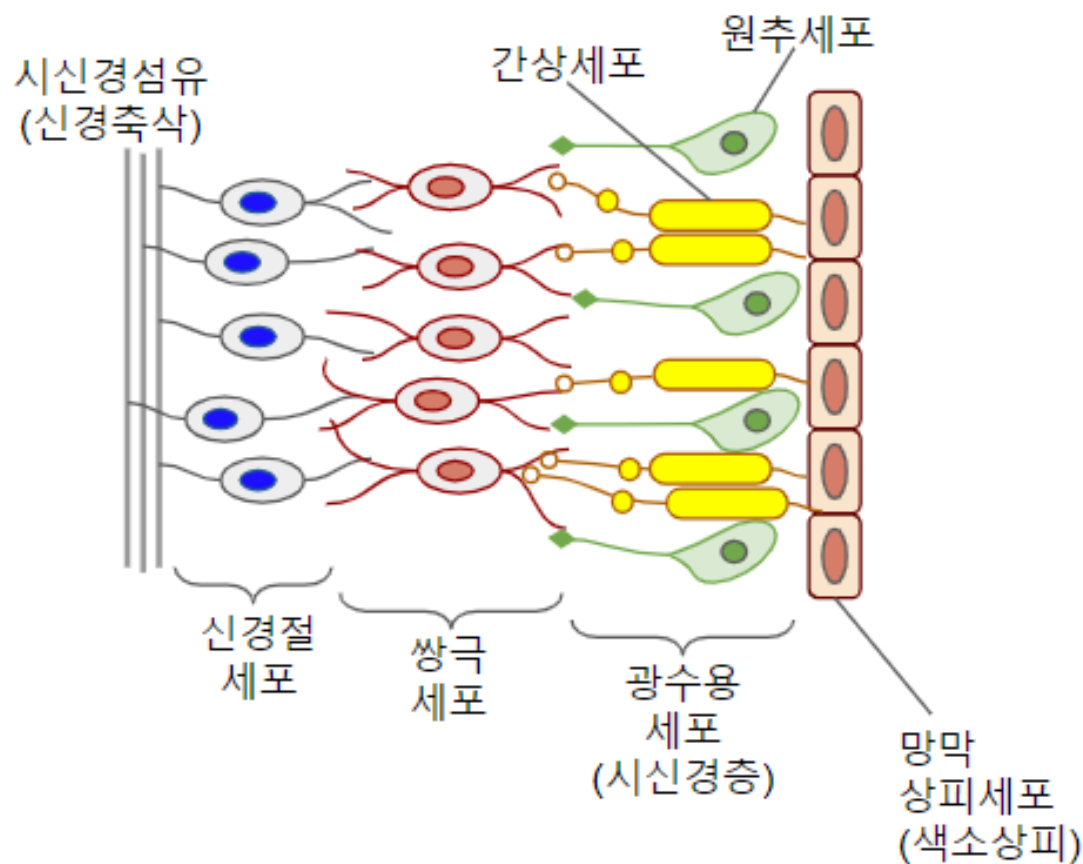 원추세포
간상세포
시신경섬유
(신경축삭)
신경절
세포
쌍극
세포
광수용
세포
(시신경층)
망막
상피세포
(색소상피)